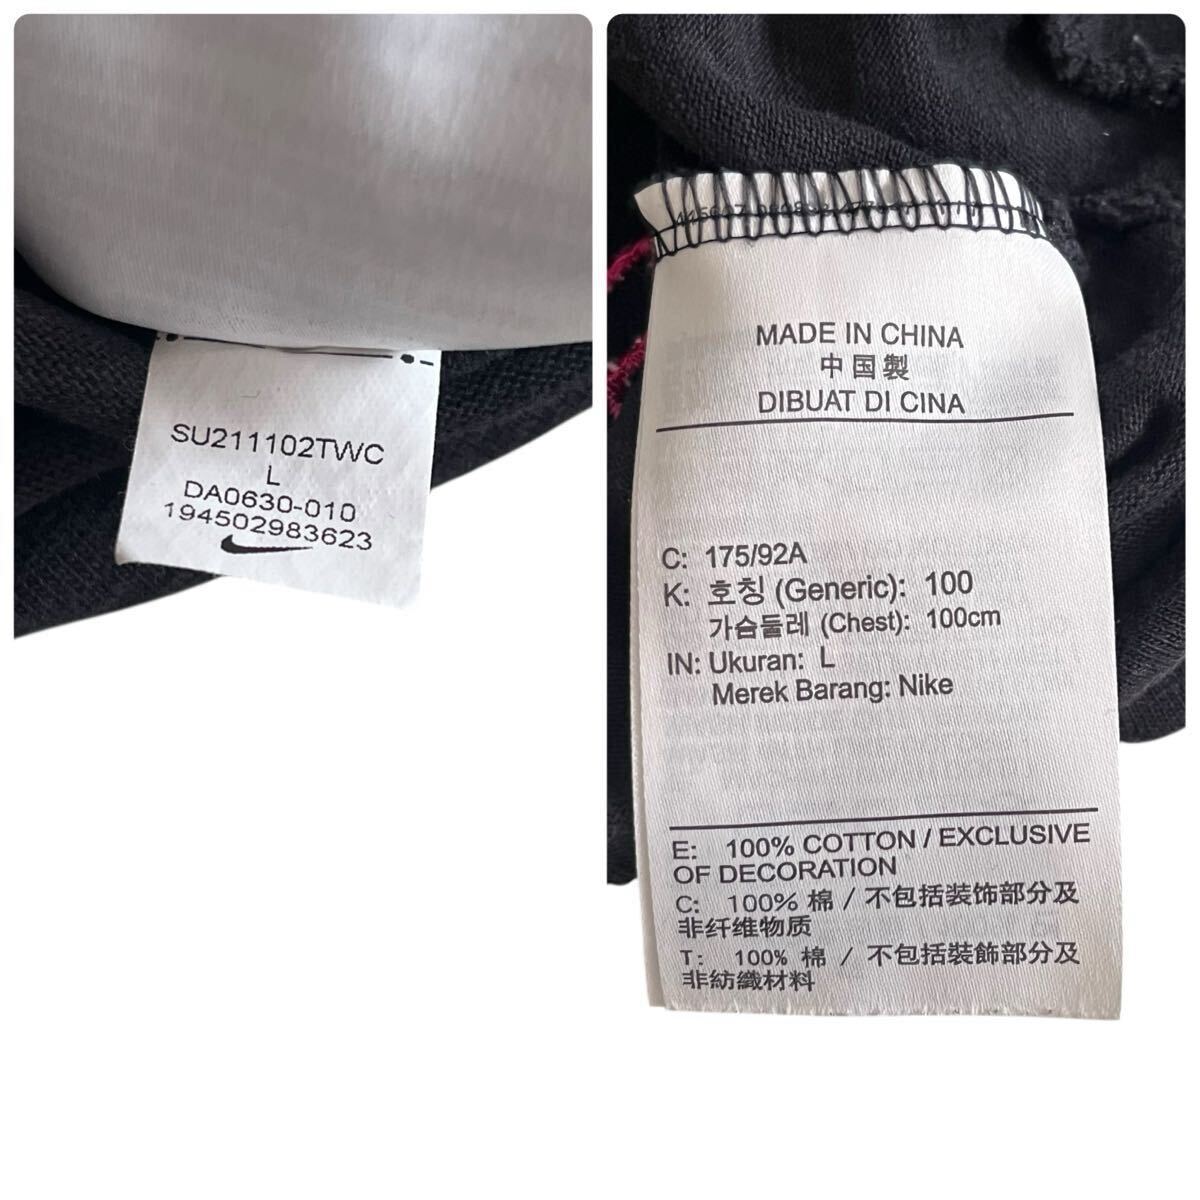 SU211102TWC
L
DA0630-010
194502983623
MADE IN CHINA
中国製
DIBUAT DI CINA
C: 175/92A
K: 호칭 (Generic): 100
가슴둘레 (Chest): 100cm
IN: Ukuran: L
Merek Barang: Nike
E: 100% COTTON / EXCLUSIVE
OF DECORATION
C: 100% 棉 / 不包括装饰部分及
非纤维物质
T: 100% 棉 / 不包括裝飾部分及
非紡織材料